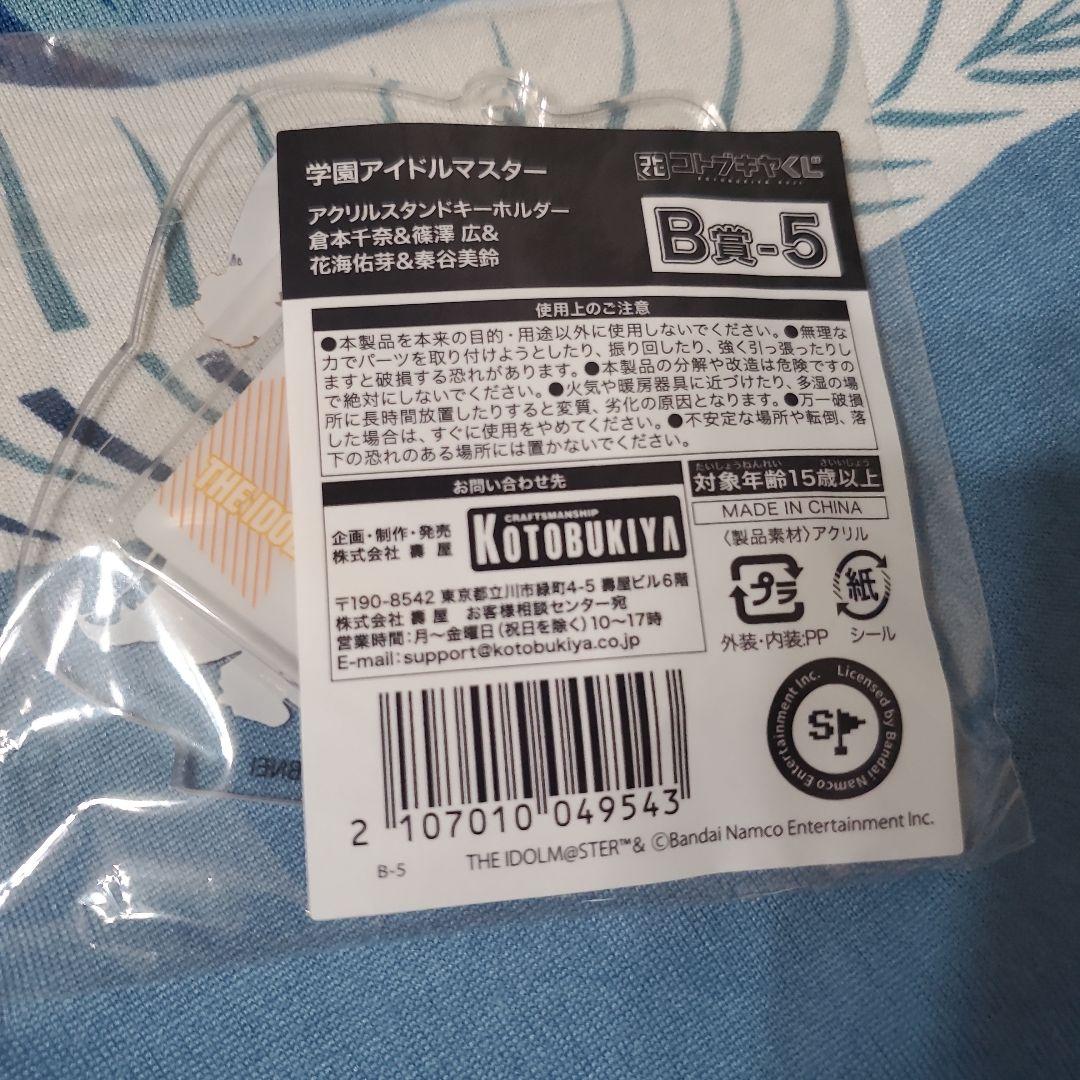 学園アイドルマスター
コトくじ コトブキヤくじ
KOTOBUKIYA KUJI
アクリルスタンドキーホルダー
倉本千奈&篠澤 広&
花海佑芽&秦谷美鈴
B賞-5
使用上のご注意
●本製品を本来の目的・用途以外に使用しないでください。●無理な
力でパーツを取り付けようとしたり、振り回したり、強く引っ張ったりし
ますと破損する恐れがあります。●本製品の分解や改造は危険ですの
で絶対にしないでください。●火気や暖房器具に近づけたり、多湿の場
所に長時間放置したりすると変質、劣化の原因となります。●万一破損
した場合は、すぐに使用をやめてください。●不安定な場所や転倒、落
下の恐れのある場所には置かないでください。
お問い合わせ先
企画・制作・発売
株式会社 壽 屋
CRAFTSMANSHIP
KOTOBUKIYA
〒190-8542 東京都立川市緑町4-5 壽屋ビル6階
株式会社 壽 屋 お客様相談センター宛
営業時間:月〜金曜日(祝日を除く)10〜17時
E-mail:support@kotobukiya.co.jp
たいしょうねんれい さいいじょう
対象年齢15歳以上
MADE IN CHINA
〈製品素材〉アクリル
プラ
外装・内装:PP
紙
シール
Licensed by Bandai Namco Entertainment Inc.
S
2 107010 049543
B-5
THE IDOLM@STER™& ©Bandai Namco Entertainment Inc.
THE IDOL
BNEI